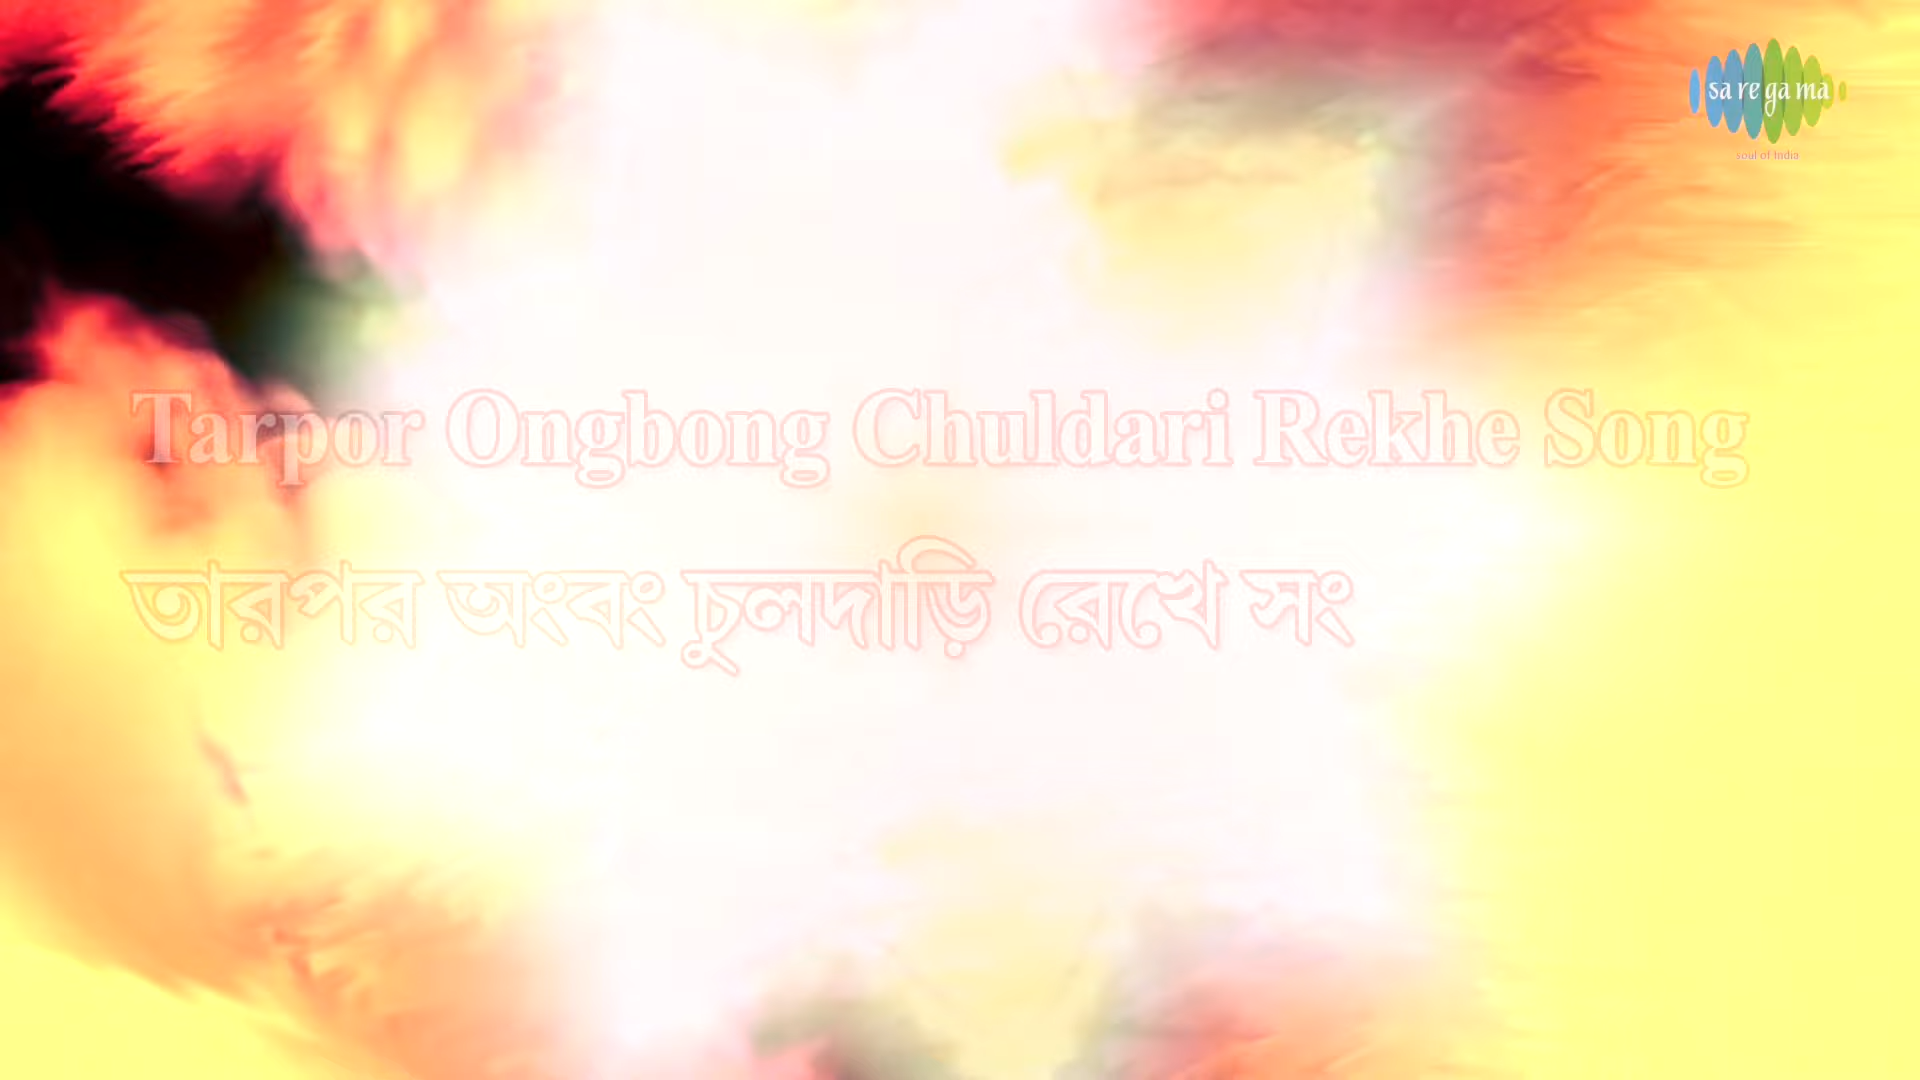 sa re ga ma
soul of India
Tarpor Ongbong Chuldari Rekhe Song
তারপর অংবং চুলদাড়ি রেখে সং